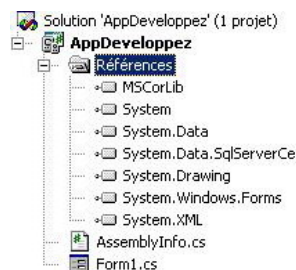 Solution 'AppDeveloppez' (1 projet)
AppDeveloppez
Références
MSCorLib
System
System.Data
System.Data.SqlServerCe
System.Drawing
System.Windows.Forms
System.XML
AssemblyInfo.cs
Form1.cs